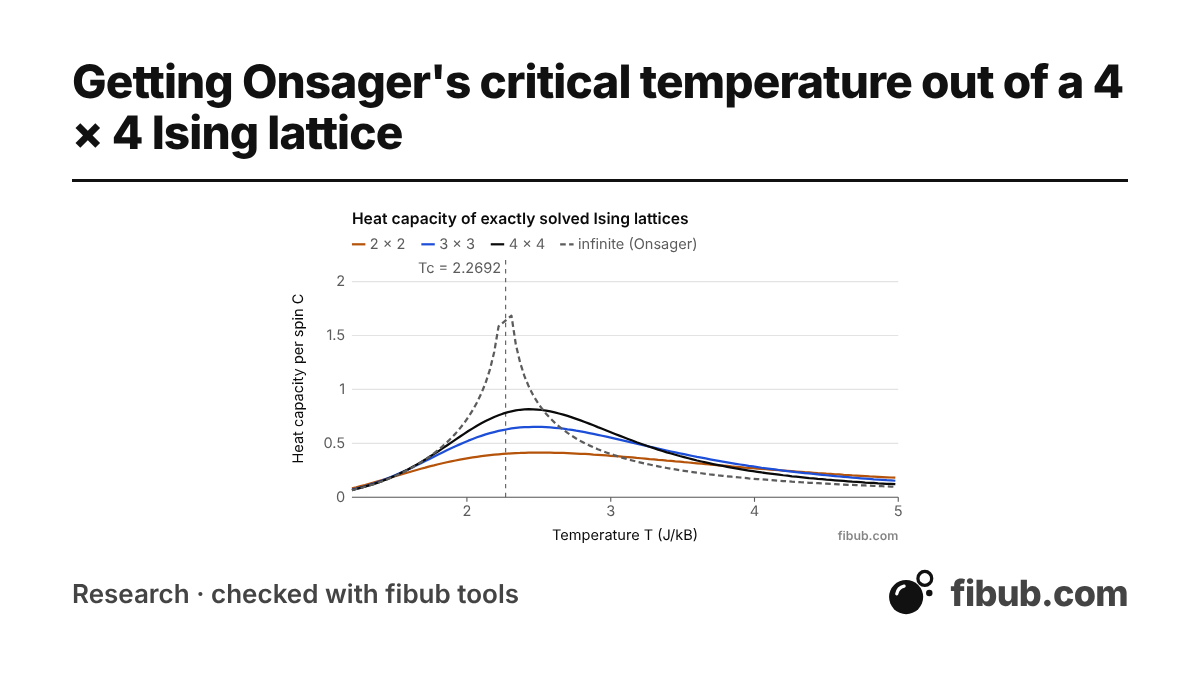 Getting Onsager's critical temperature out of a 4
× 4 Ising lattice
Heat capacity of exactly solved Ising lattices
2 × 2 3 × 3 4 × 4 infinite (Onsager)
Tc = 2.2692
2
1.5
1
0.5
0
Heat capacity per spin C
2 3 4 5
Temperature T (J/kB)
fibub.com
Research · checked with fibub tools
fibub.com